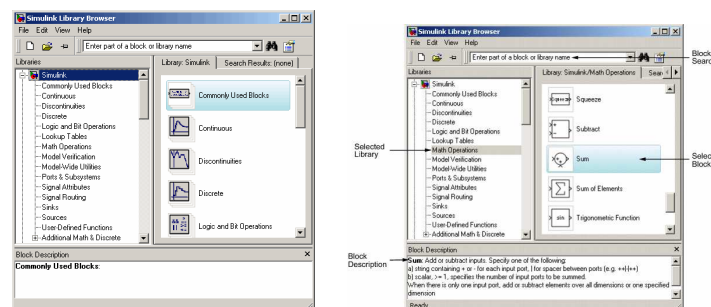 Simulink Library Browser
File Edit View Help
Enter part of a block or library name
Libraries
Library: Simulink
Search Results: (none)
Simulink
Commonly Used Blocks
Continuous
Discontinuities
Discrete
Logic and Bit Operations
Lookup Tables
Math Operations
Model Verification
Model-Wide Utilities
Ports & Subsystems
Signal Attributes
Signal Routing
Sinks
Sources
User-Defined Functions
Additional Math & Discrete
Commonly Used Blocks
Continuous
Discontinuities
Discrete
Logic and Bit Operations
Block Description
Commonly Used Blocks:
Simulink Library Browser
File Edit View Help
Enter part of a block or library name
Block
Searc
Libraries
Library: Simulink/Math Operations
Sear
Simulink
Commonly Used Blocks
Continuous
Discontinuities
Discrete
Logic and Bit Operations
Lookup Tables
Math Operations
Model Verification
Model-Wide Utilities
Ports & Subsystems
Signal Attributes
Signal Routing
Sinks
Sources
User-Defined Functions
Additional Math & Discrete
Selected
Library
Squeeze
Subtract
Sum
Sum of Elements
sin
Trigonometric Function
Selec
Block
Block Description
Block
Description
Sum: Add or subtract inputs. Specify one of the following:
a) string containing + or - for each input port, | for spacer between ports (e.g. ++|-|++)
b) scalar, >= 1, specifies the number of input ports to be summed.
When there is only one input port, add or subtract elements over all dimensions or one specified
dimension
Ready